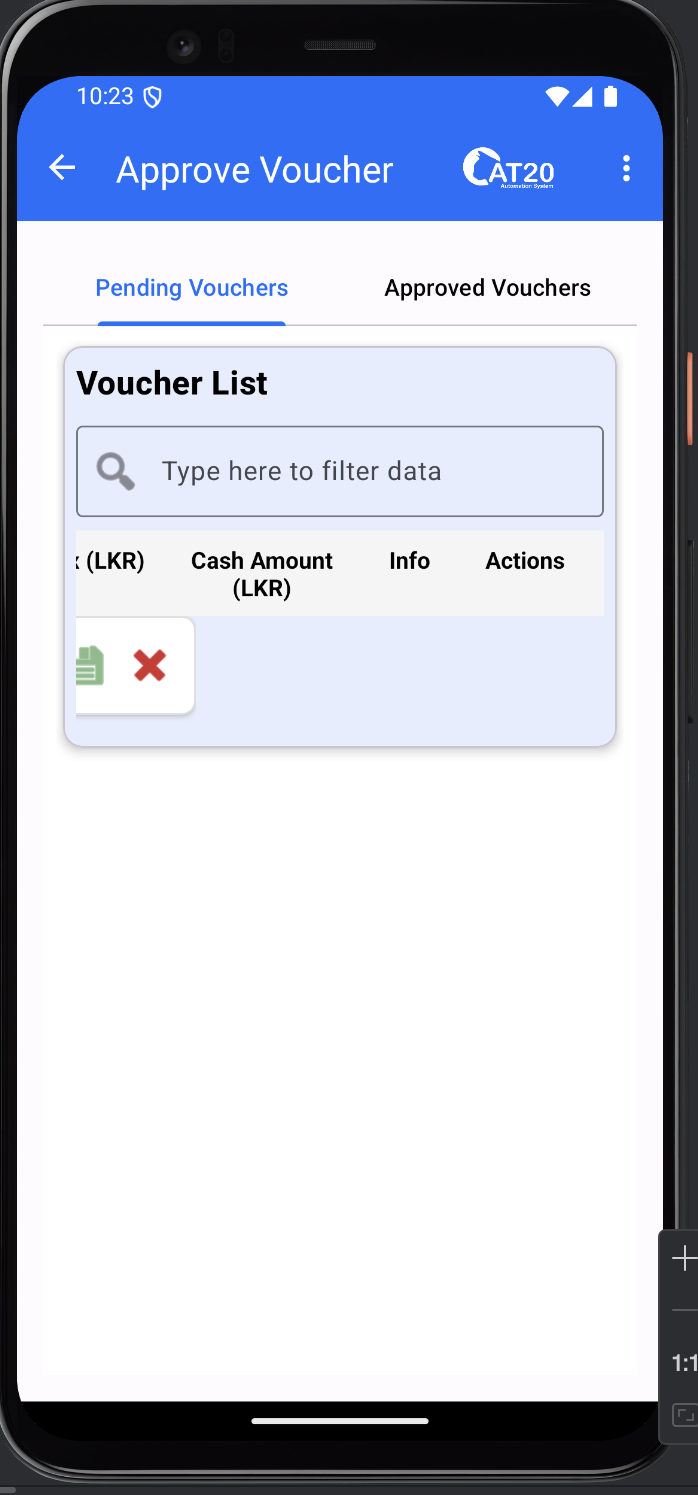 10:23
Approve Voucher
CAT20
Automation System
Pending Vouchers
Approved Vouchers
Voucher List
Type here to filter data
(LKR)
Cash Amount
(LKR)
Info
Actions
1:1